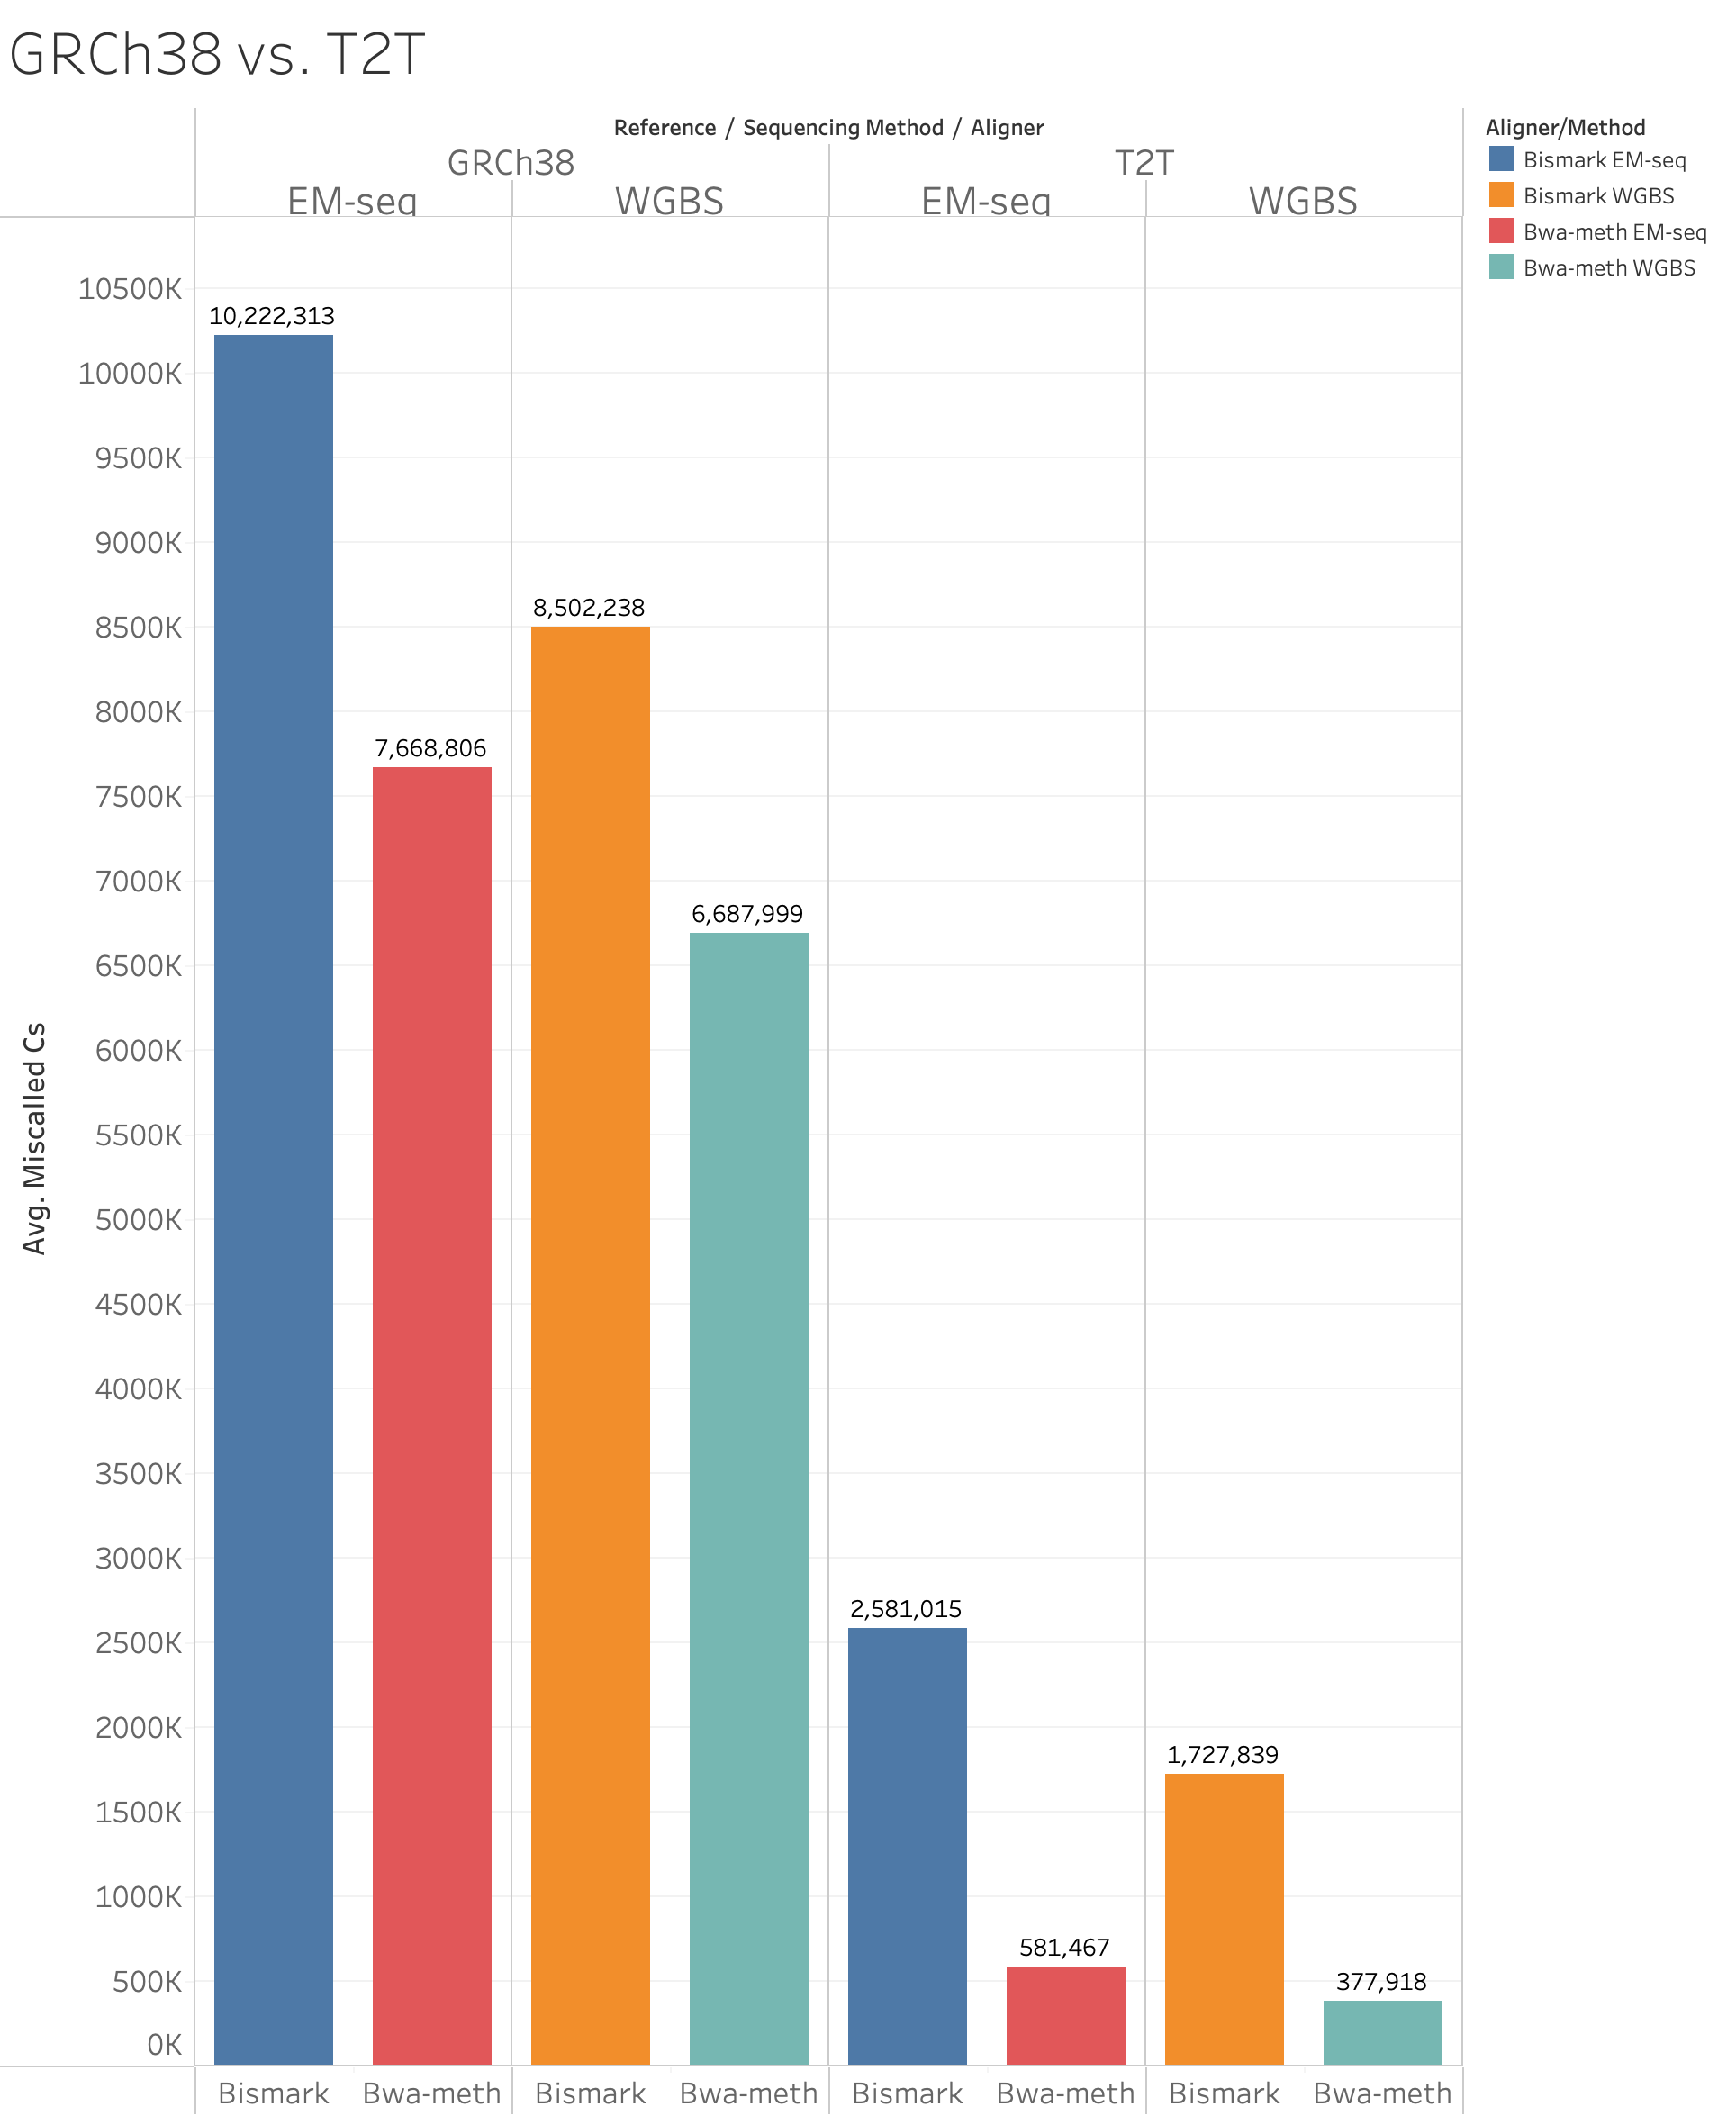 GRCh38 vs. T2T
Reference / Sequencing Method / Aligner
GRCh38 T2T
EM-seq WGBS EM-seq WGBS
Aligner/Method
Bismark EM-seq
Bismark WGBS
Bwa-meth EM-seq
Bwa-meth WGBS
Avg. Miscalled Cs
10500K
10000K
9500K
9000K
8500K
8000K
7500K
7000K
6500K
6000K
5500K
5000K
4500K
4000K
3500K
3000K
2500K
2000K
1500K
1000K
500K
0K
10,222,313
7,668,806
8,502,238
6,687,999
2,581,015
581,467
1,727,839
377,918
Bismark Bwa-meth Bismark Bwa-meth Bismark Bwa-meth Bismark Bwa-meth